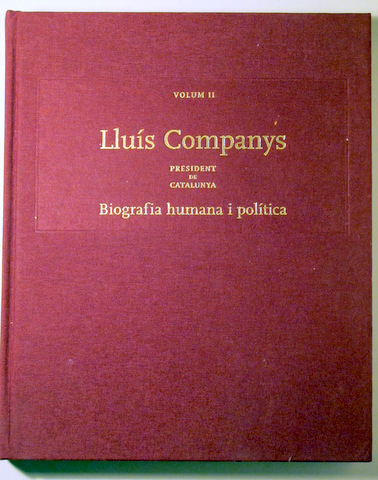 VOLUM II
Lluís Companys
PRESIDENT
DE
CATALUNYA
Biografia humana i política